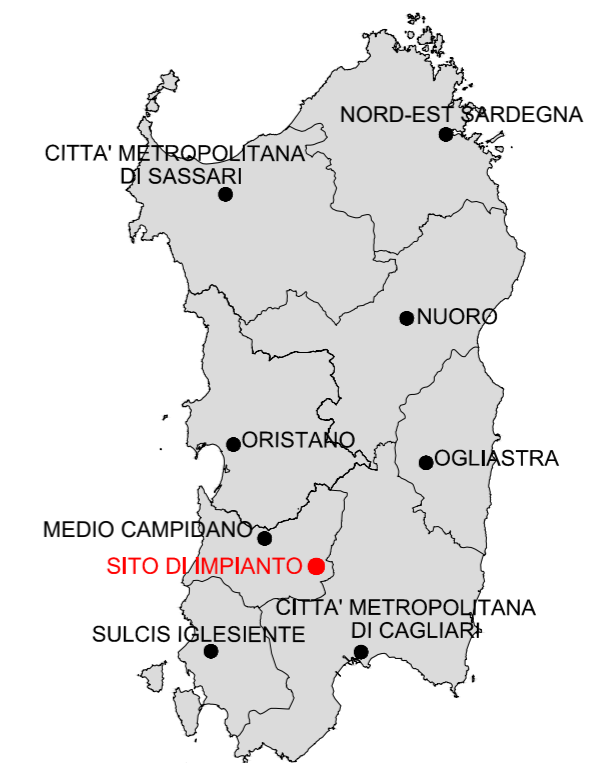 NORD-EST SARDEGNA
CITTA' METROPOLITANA
DI SASSARI
NUORO
ORISTANO
OGLIASTRA
MEDIO CAMPIDANO
SITO DI IMPIANTO
CITTA' METROPOLITANA
DI CAGLIARI
SULCIS IGLESIENTE